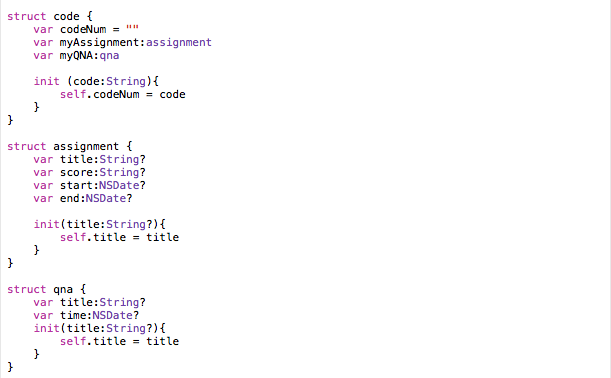 struct code {
    var codeNum = ""
    var myAssignment:assignment
    var myQNA:qna
    init (code:String){
        self.codeNum = code
    }
}
struct assignment {
    var title:String?
    var score:String?
    var start:NSDate?
    var end:NSDate?
    init(title:String?){
        self.title = title
    }
}
struct qna {
    var title:String?
    var time:NSDate?
    init(title:String?){
        self.title = title
    }
}